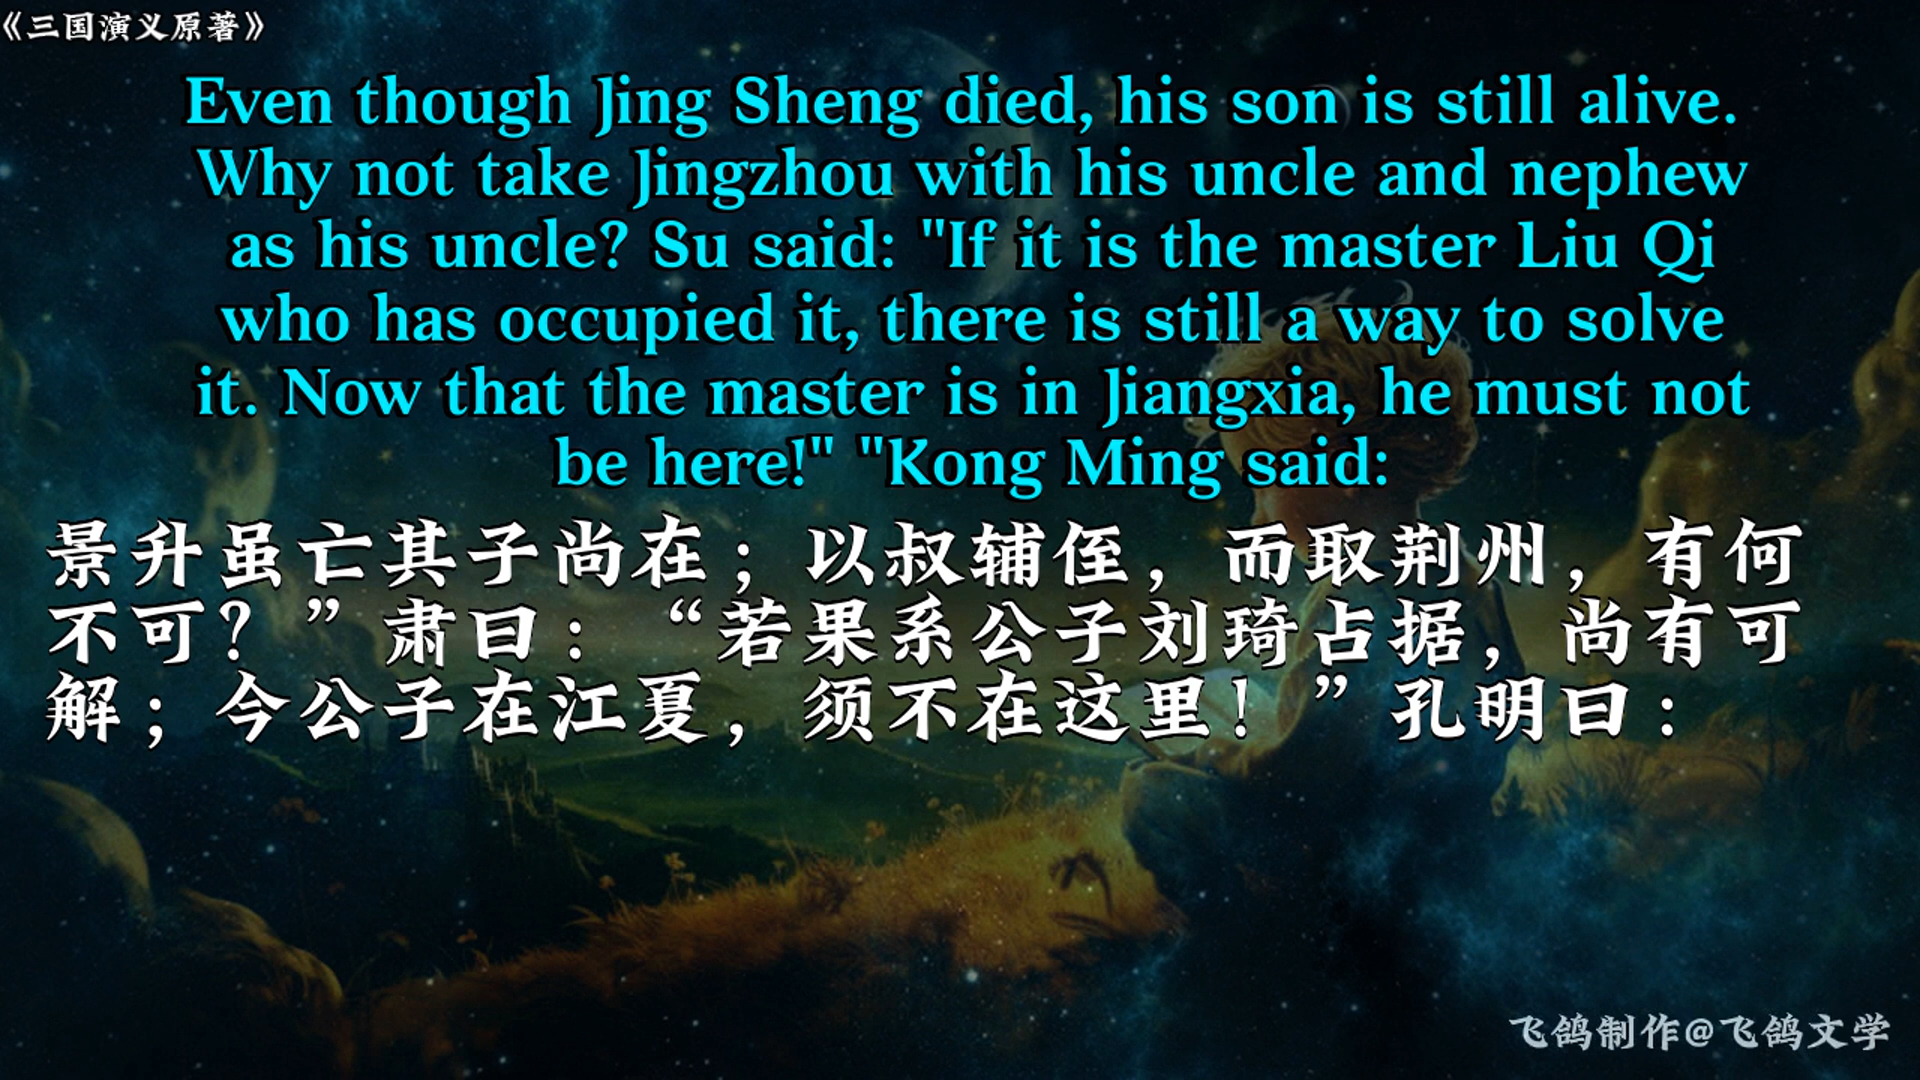 《三国演义原著》
Even though Jing Sheng died, his son is still alive.
Why not take Jingzhou with his uncle and nephew
as his uncle? Su said: "If it is the master Liu Qi
who has occupied it, there is still a way to solve
it. Now that the master is in Jiangxia, he must not
be here!" "Kong Ming said:
景升虽亡其子尚在；以叔辅侄，而取荆州，有何
不可？”肃曰：“若果系公子刘琦占据，尚有可
解；今公子在江夏，须不在这里！”孔明曰：
飞鸽制作@飞鸽文学